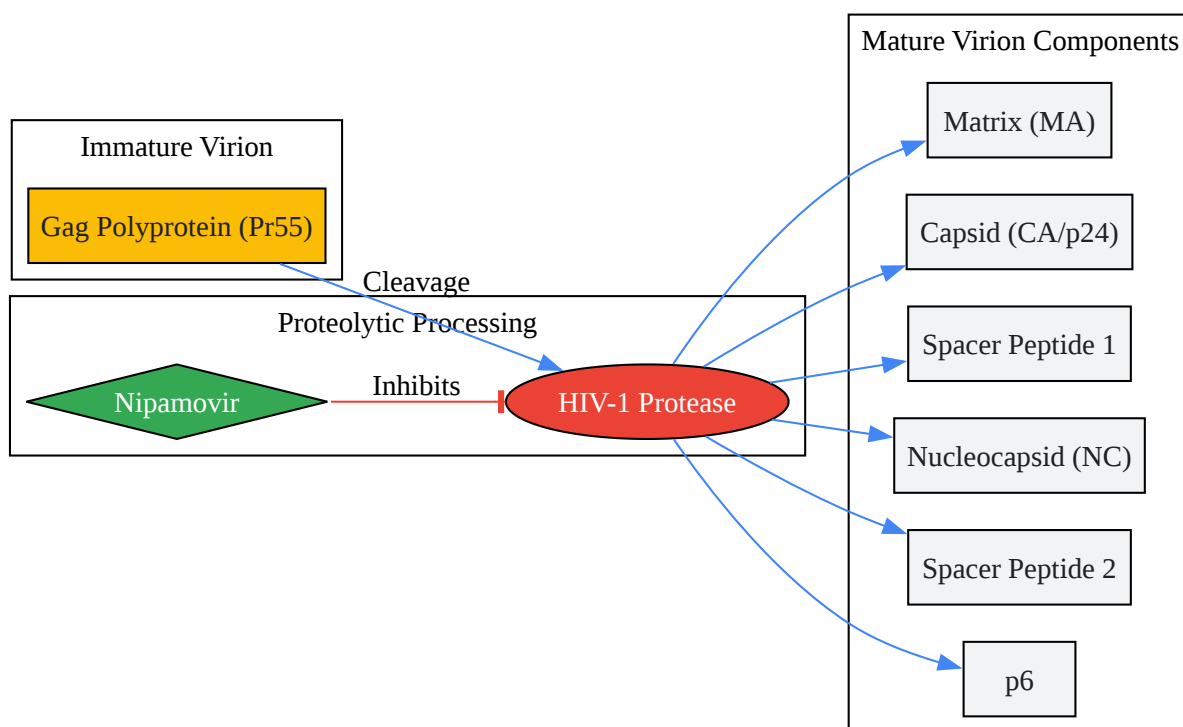 Immature Virion
Gag Polyprotein (Pr55)
Cleavage
Proteolytic Processing
Nipamovir
Inhibits
HIV-1 Protease
Mature Virion Components
Matrix (MA)
Capsid (CA/p24)
Spacer Peptide 1
Nucleocapsid (NC)
Spacer Peptide 2
p6